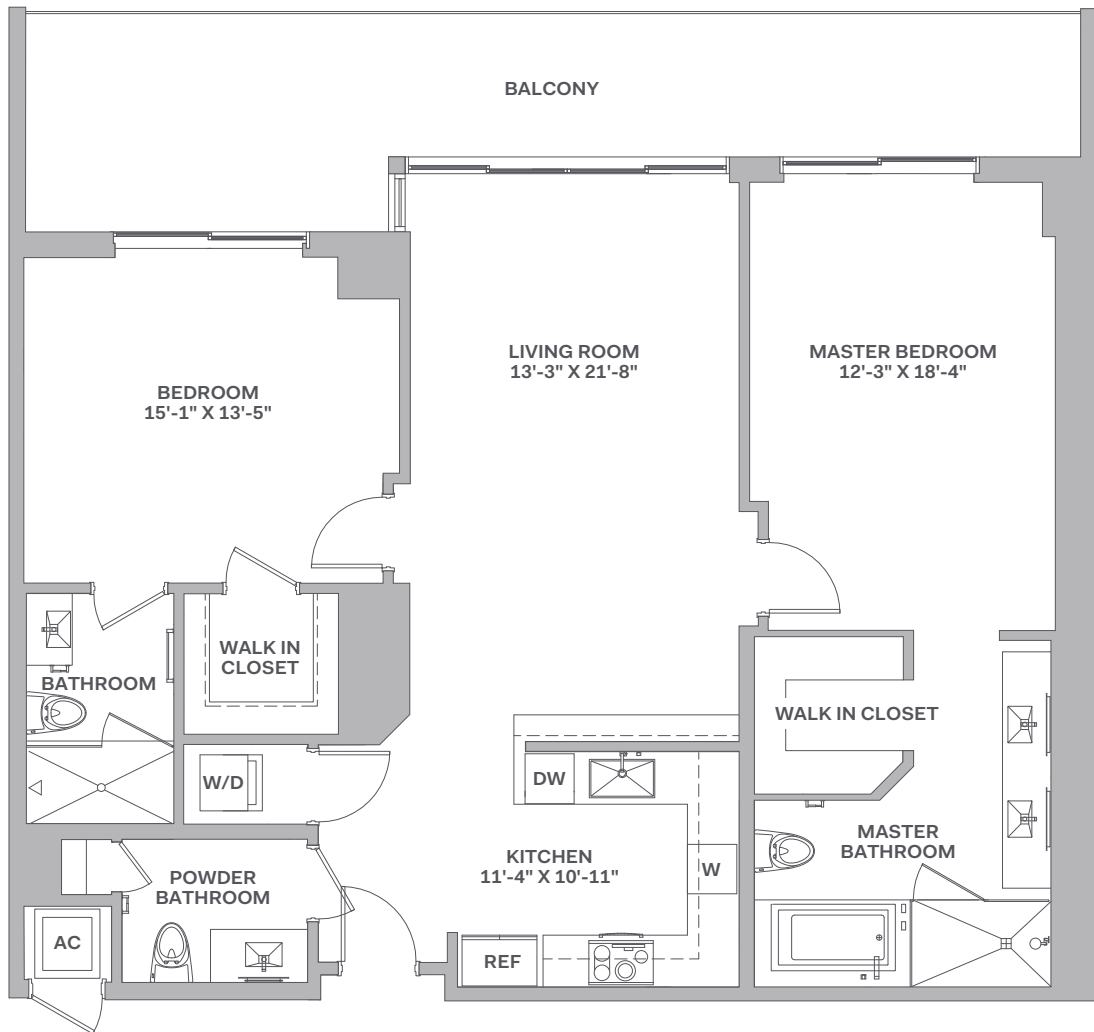 BALCONY
LIVING ROOM
13'-3" X 21'-8"
MASTER BEDROOM
12'-3" X 18'-4"
BEDROOM
15'-1" X 13'-5"
WALK IN
CLOSET
BATHROOM
WALK IN CLOSET
W/D
DW
MASTER
BATHROOM
KITCHEN
11'-4" X 10'-11"
W
POWDER
BATHROOM
AC
REF